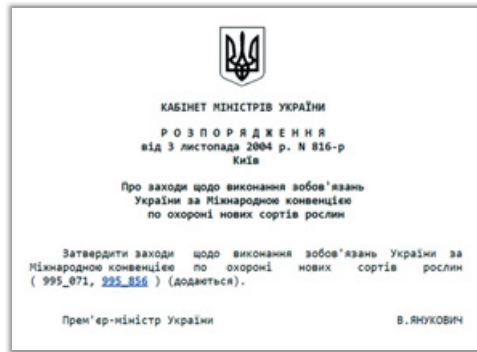 КАБІНЕТ МІНІСТРІВ УКРАЇНИ
Р О З П О Р Я Д Ж Е Н Н Я
від 3 листопада 2004 р. N 816-р
Київ
Про заходи щодо виконання зобов'язань
України за Міжнародною конвенцією
по охороні нових сортів рослин
Затвердити заходи щодо виконання зобов'язань України за
Міжнародною конвенцією по охороні нових сортів рослин
( 995_071, 995_856 ) (додаються).
Прем'єр-міністр України В.ЯНУКОВИЧ